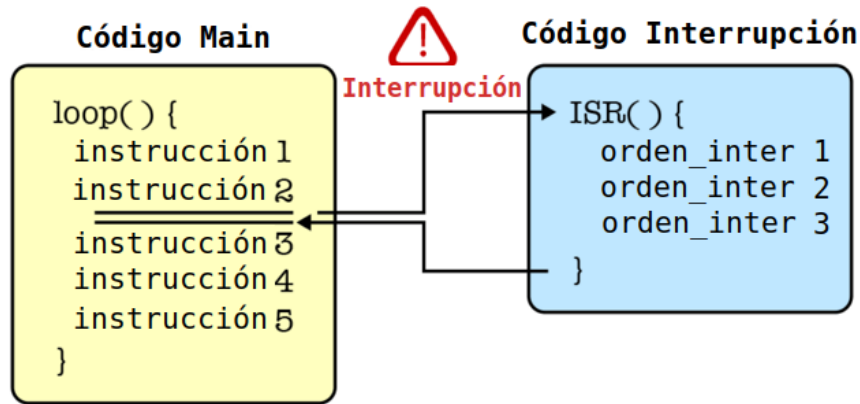 Código Main
loop( ) {
instrucción 1
instrucción 2
instrucción 3
instrucción 4
instrucción 5
}
Interrupción
Código Interrupción
ISR( ) {
orden_inter 1
orden_inter 2
orden_inter 3
}